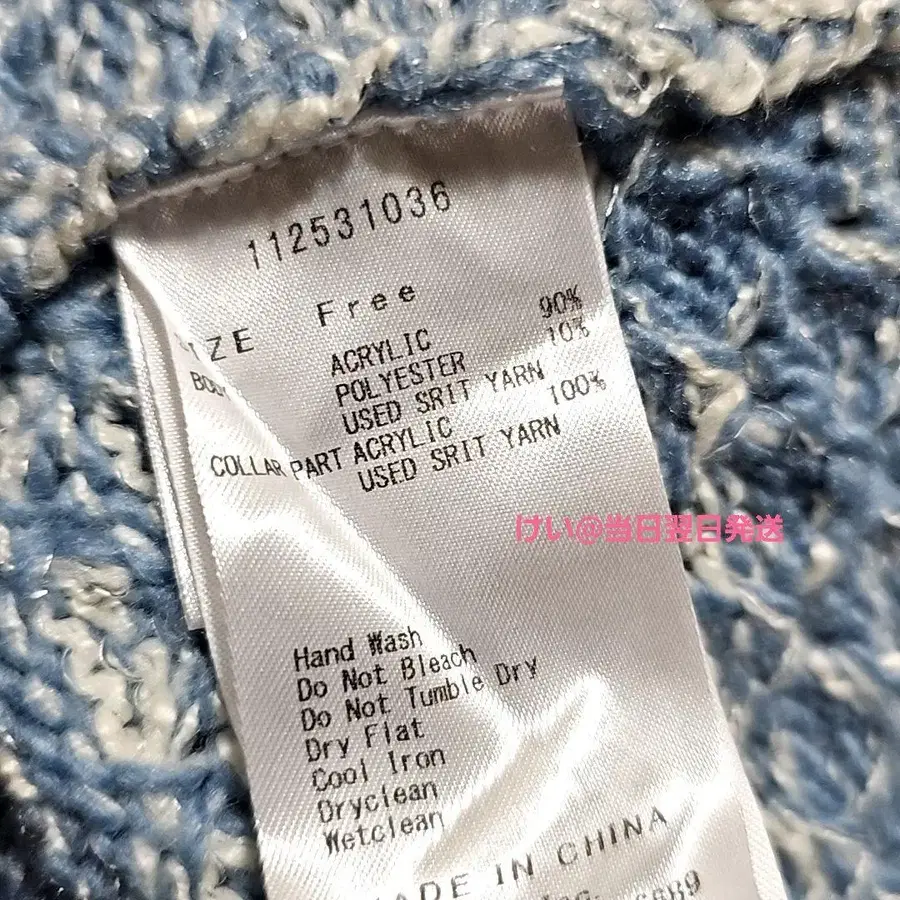 112531036
SIZE Free
BODY ACRYLIC 90%
POLYESTER 10%
USED SRIT YARN
COLLAR PART ACRYLIC 100%
USED SRIT YARN
けい@当日翌日発送
Hand Wash
Do Not Bleach
Do Not Tumble Dry
Dry Flat
Cool Iron
Dryclean
Wetclean
MADE IN CHINA